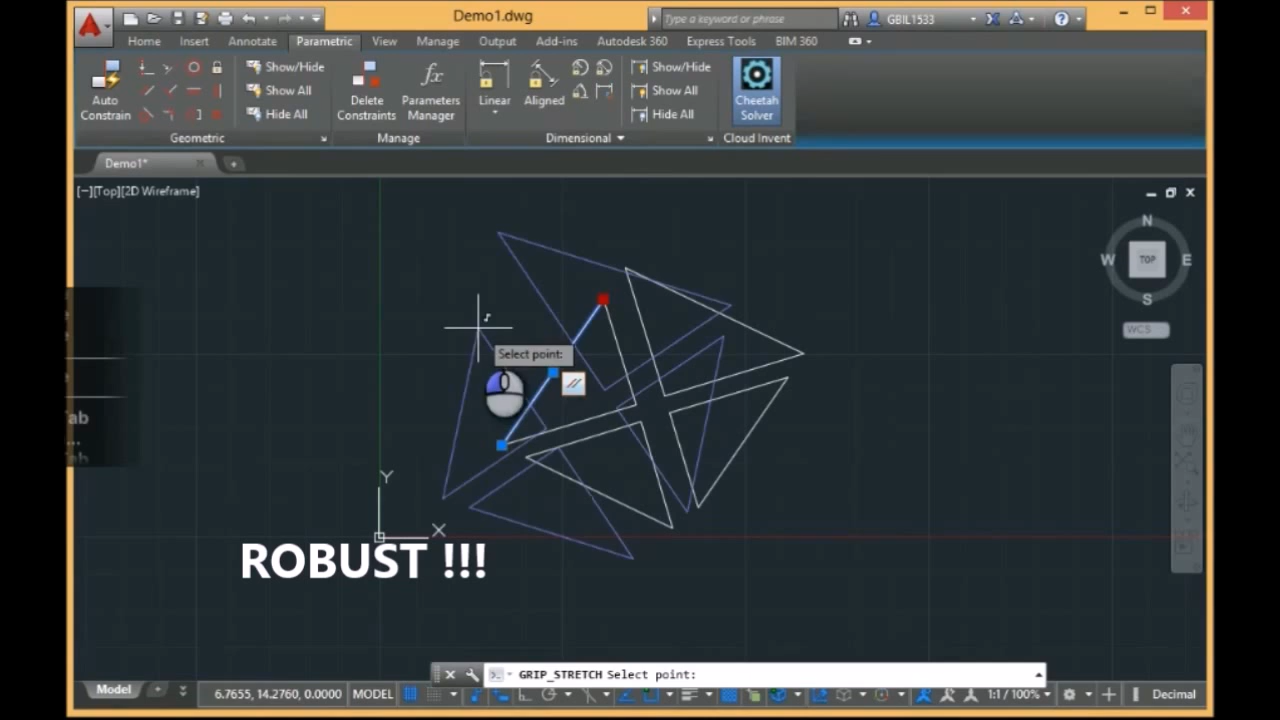 Demo1.dwg
Type a keyword or phrase
GBIL1533
Home Insert Annotate Parametric View Manage Output Add-ins Autodesk 360 Express Tools BIM 360
Auto Constrain
Show/Hide
Show All
Hide All
Geometric
Delete Constraints
fx
Parameters Manager
Manage
Linear
Aligned
Show/Hide
Show All
Hide All
Dimensional
Cheetah Solver
Cloud Invent
Demo1*
[−][Top][2D Wireframe]
N
W TOP E
S
WCS
Select point:
ab
...
Y
X
ROBUST !!!
GRIP_STRETCH Select point:
Model
6.7655, 14.2760, 0.0000 MODEL
1:1 / 100%
Decimal